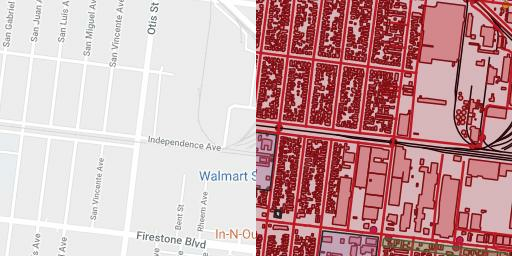 San Gabriel
San Juan A
San Luis A
San Miguel Av
San Vincente Ave
Otis St
Independence Ave
Walmart S
San Vincente Ave
Bent St
Rheem Ave
s Ave
l Ave
Firestone Blvd
In-N-Ou